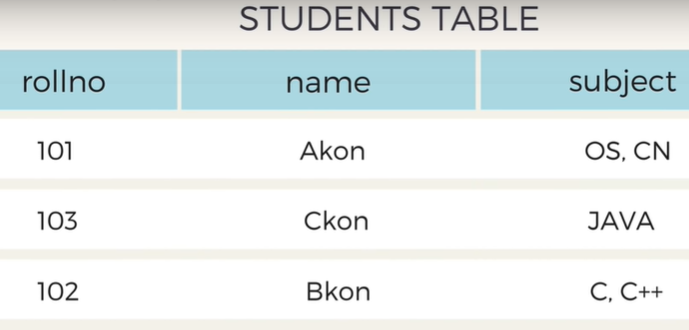 STUDENTS TABLE
rollno name subject
101 Akon OS, CN
103 Ckon JAVA
102 Bkon C, C++